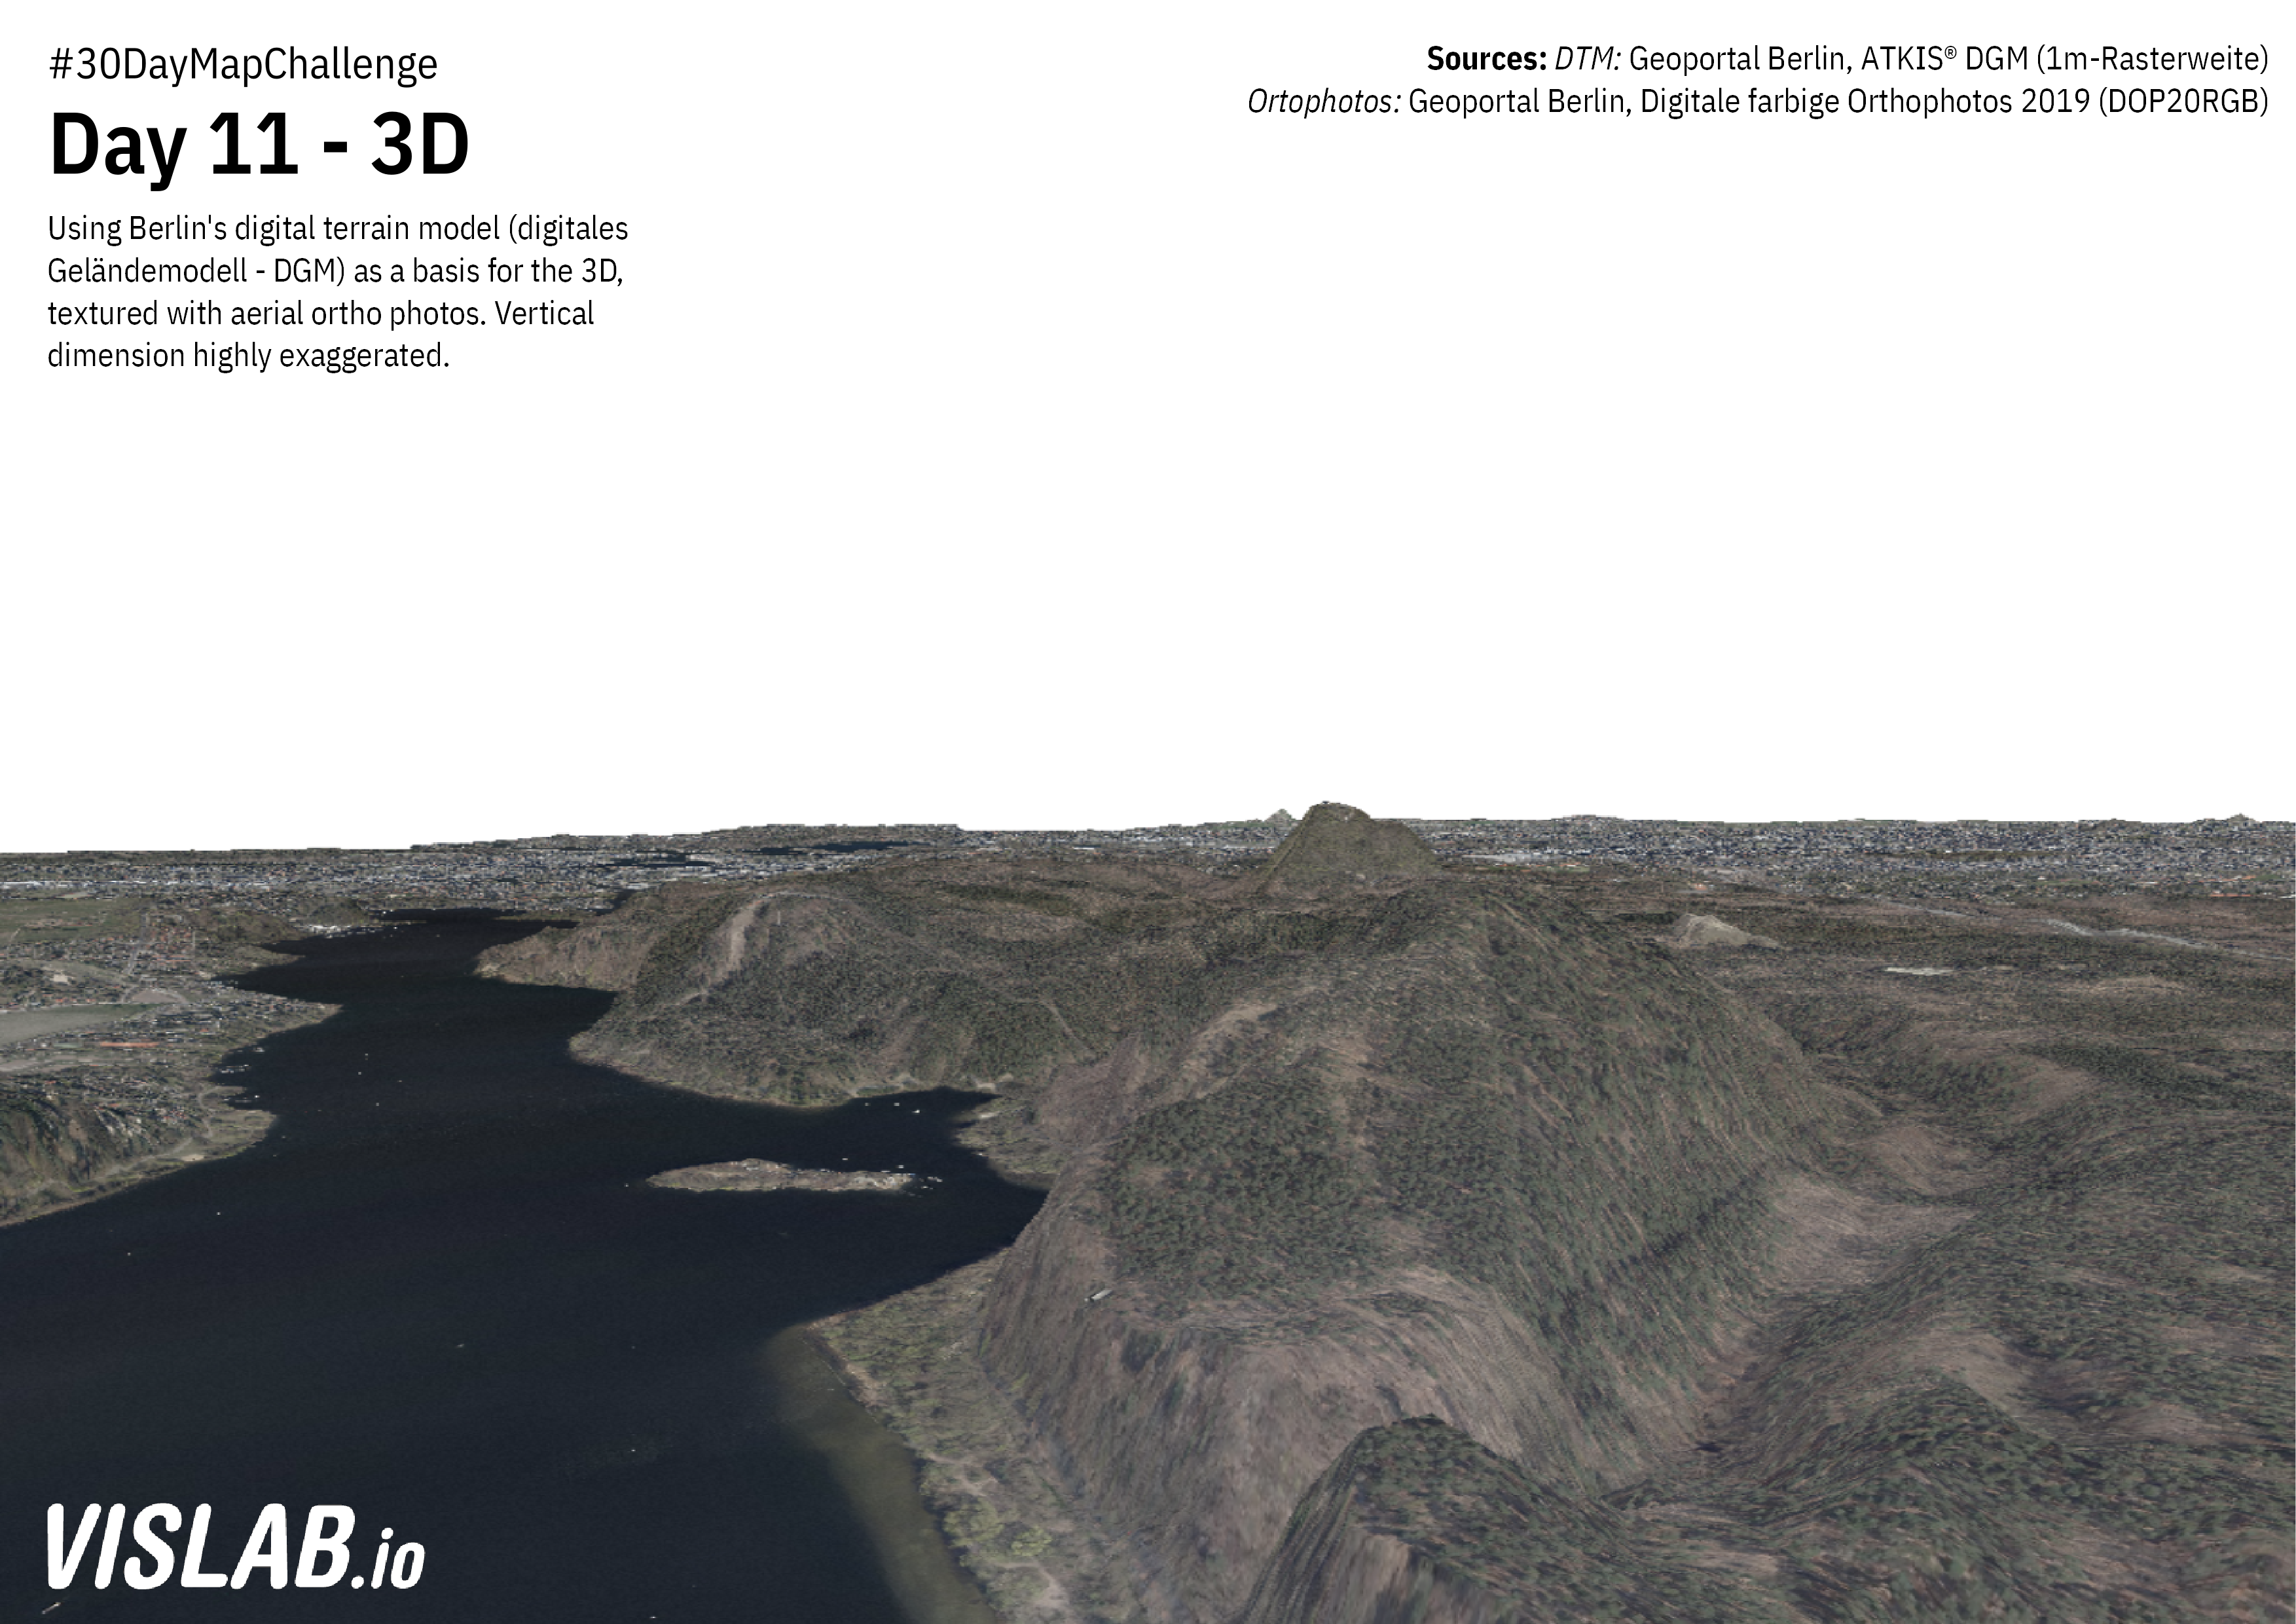 #30DayMapChallenge
Day 11 - 3D
Using Berlin's digital terrain model (digitales
Geländemodell - DGM) as a basis for the 3D,
textured with aerial ortho photos. Vertical
dimension highly exaggerated.
Sources: DTM: Geoportal Berlin, ATKIS® DGM (1m-Rasterweite)
Ortophotos: Geoportal Berlin, Digitale farbige Orthophotos 2019 (DOP20RGB)
VISLAB.io